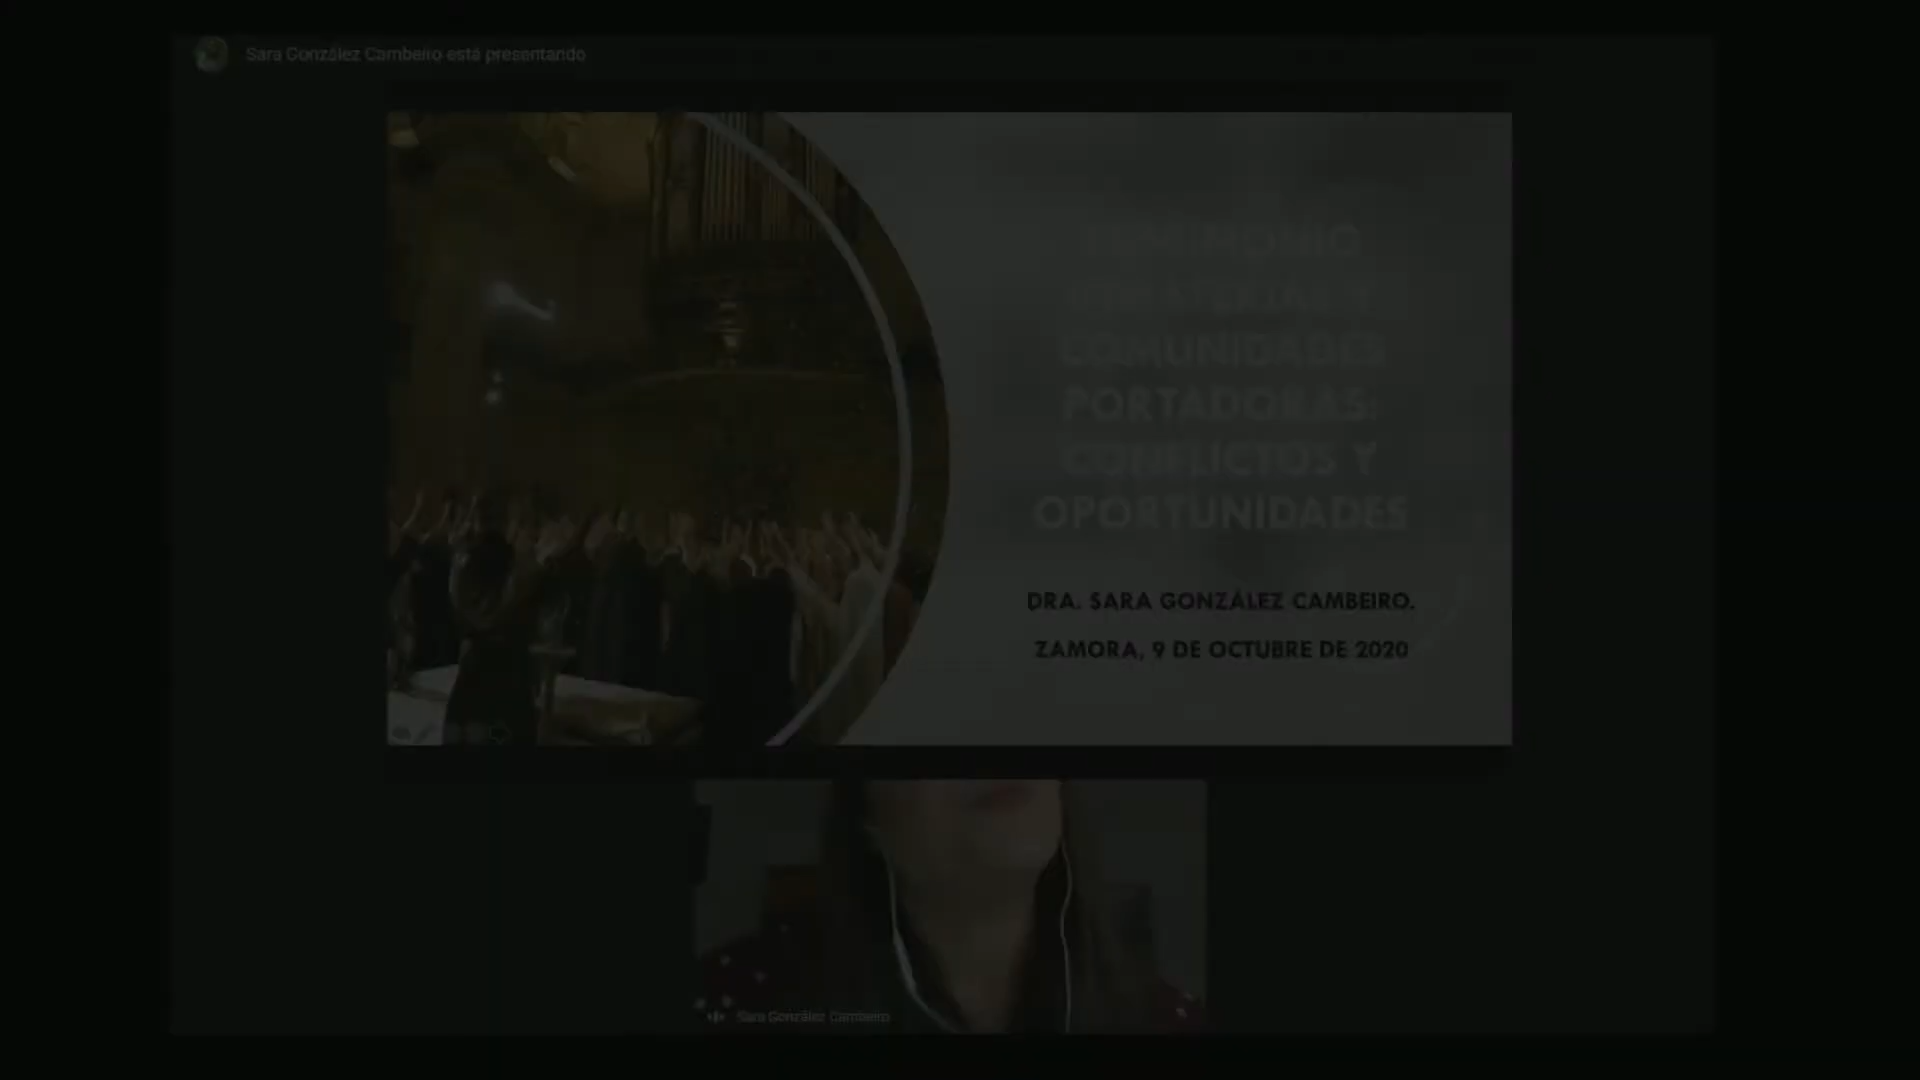 Sara González Cambeiro está presentando
PATRIMONIO
INMATERIAL Y
COMUNIDADES
PORTADORAS:
CONFLICTOS Y
OPORTUNIDADES
DRA. SARA GONZÁLEZ CAMBEIRO.
ZAMORA, 9 DE OCTUBRE DE 2020
Sara González Cambeiro